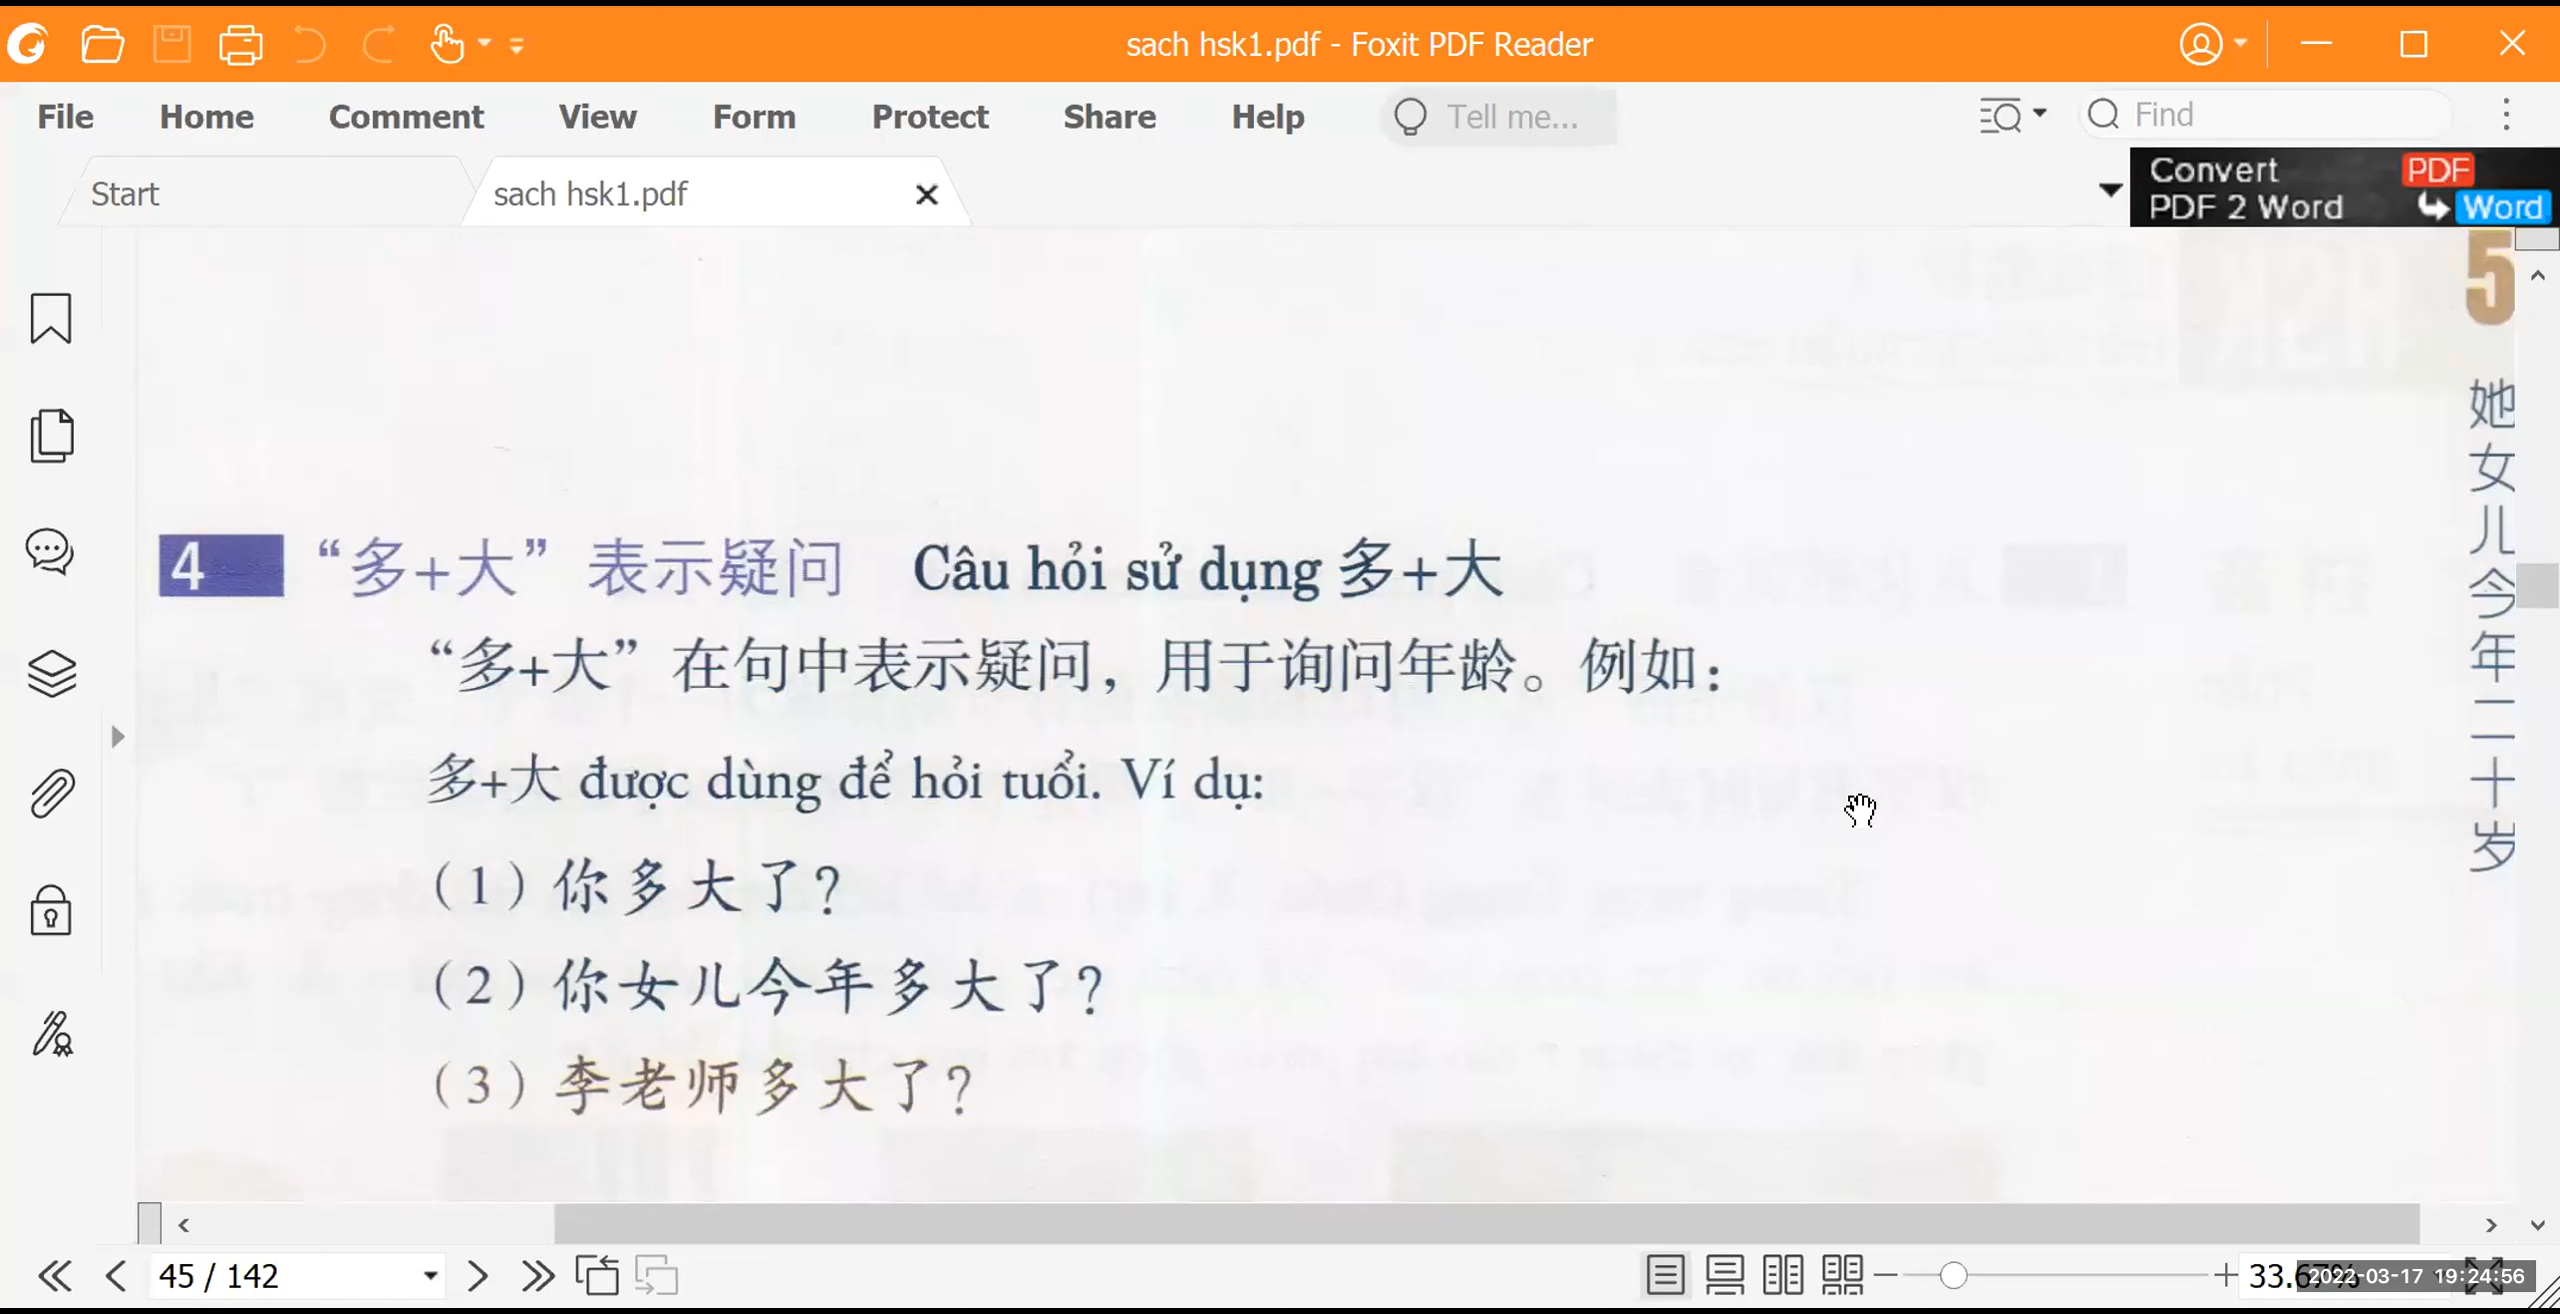 sach hsk1.pdf - Foxit PDF Reader
File Home Comment View Form Protect Share Help Tell me... Find
Start sach hsk1.pdf
Convert PDF
PDF 2 Word Word
5
她女儿今年二十岁
4 “多+大” 表示疑问 Câu hỏi sử dụng 多+大
“多+大” 在句中表示疑问，用于询问年龄。例如：
多+大 được dùng để hỏi tuổi. Ví dụ:
（1）你多大了？
（2）你女儿今年多大了？
（3）李老师多大了？
45 / 142 33.67%
2022-03-17 19:24:56